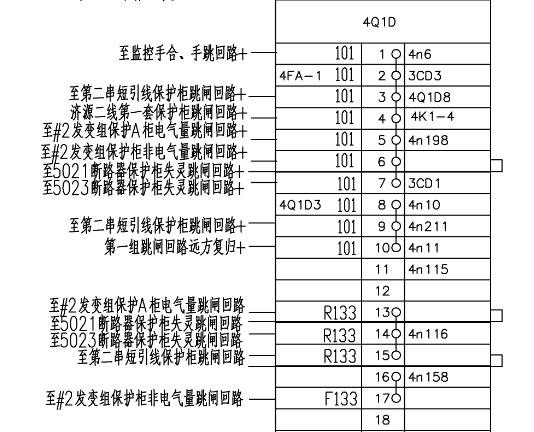 4Q1D
至监控手合、手跳回路+ 101 1 4n6
4FA-1 101 2 3CD3
至第二串短引线保护柜跳闸回路+ 101 3 4Q1D8
济源二线第一套保护柜跳闸回路+ 101 4 4K1-4
至#2发变组保护A柜电气量跳闸回路+ 101 5 4n198
至#2发变组保护柜非电气量跳闸回路+ 101 6
至5021断路器保护柜失灵跳闸回路+
至5023断路器保护柜失灵跳闸回路+ 101 7 3CD1
4Q1D3 101 8 4n10
至第二串短引线保护柜跳闸回路+ 101 9 4n211
第一组跳闸回路远方复归+ 101 10 4n11
11 4n115
12
至#2发变组保护A柜电气量跳闸回路 R133 13
至5021断路器保护柜失灵跳闸回路
至5023断路器保护柜失灵跳闸回路 R133 14 4n116
至第二串短引线保护柜跳闸回路 R133 15
16 4n158
至#2发变组保护柜非电气量跳闸回路 F133 17
18